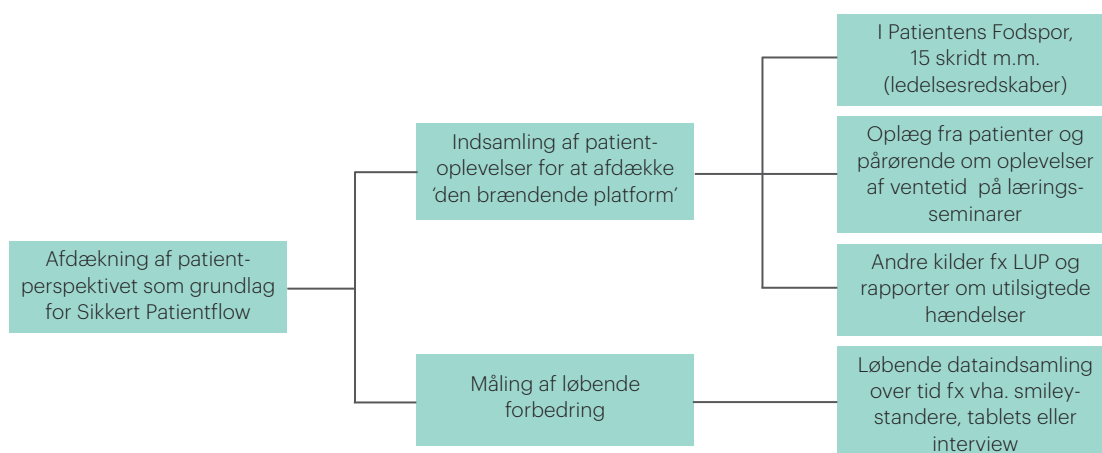 Afdækning af patient-
perspektivet som grundlag
for Sikkert Patientflow
Indsamling af patient-
oplevelser for at afdække
‘den brændende platform’
Måling af løbende
forbedring
I Patientens Fodspor,
15 skridt m.m.
(ledelsesredskaber)
Oplæg fra patienter og
pårørende om oplevelser
af ventetid på lærings-
seminarer
Andre kilder fx LUP og
rapporter om utilsigtede
hændelser
Løbende dataindsamling
over tid fx vha. smiley-
standere, tablets eller
interview